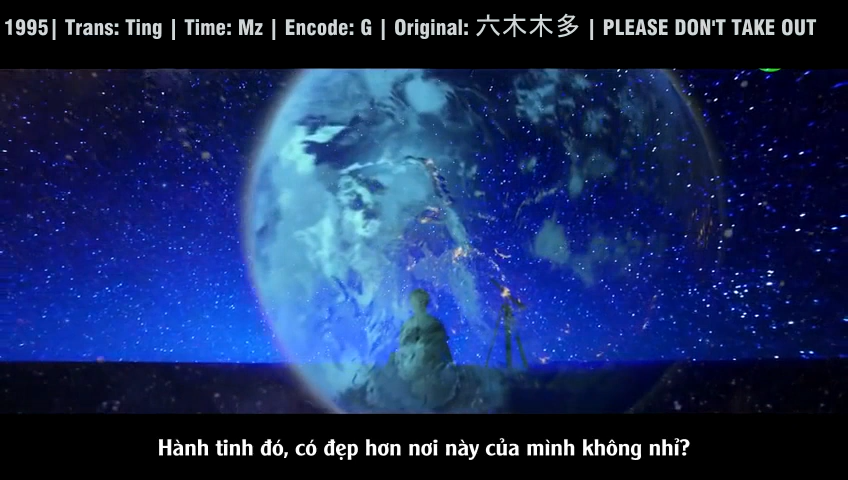 1995| Trans: Ting | Time: Mz | Encode: G | Original: 六木木多 | PLEASE DON'T TAKE OUT
Hành tinh đó, có đẹp hơn nơi này của mình không nhỉ?